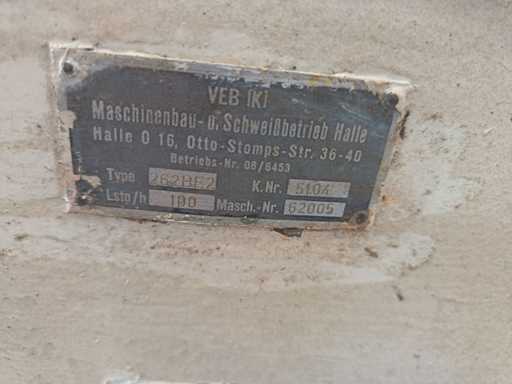 VEB (K)
Maschinenbau- u. Schweißbetrieb Halle
Halle O 16, Otto-Stomps-Str. 36-40
Betriebs-Nr. 08/6453
Type 262BE2 K.Nr. 5104
Lstg/h 100 Masch.-Nr. 62005